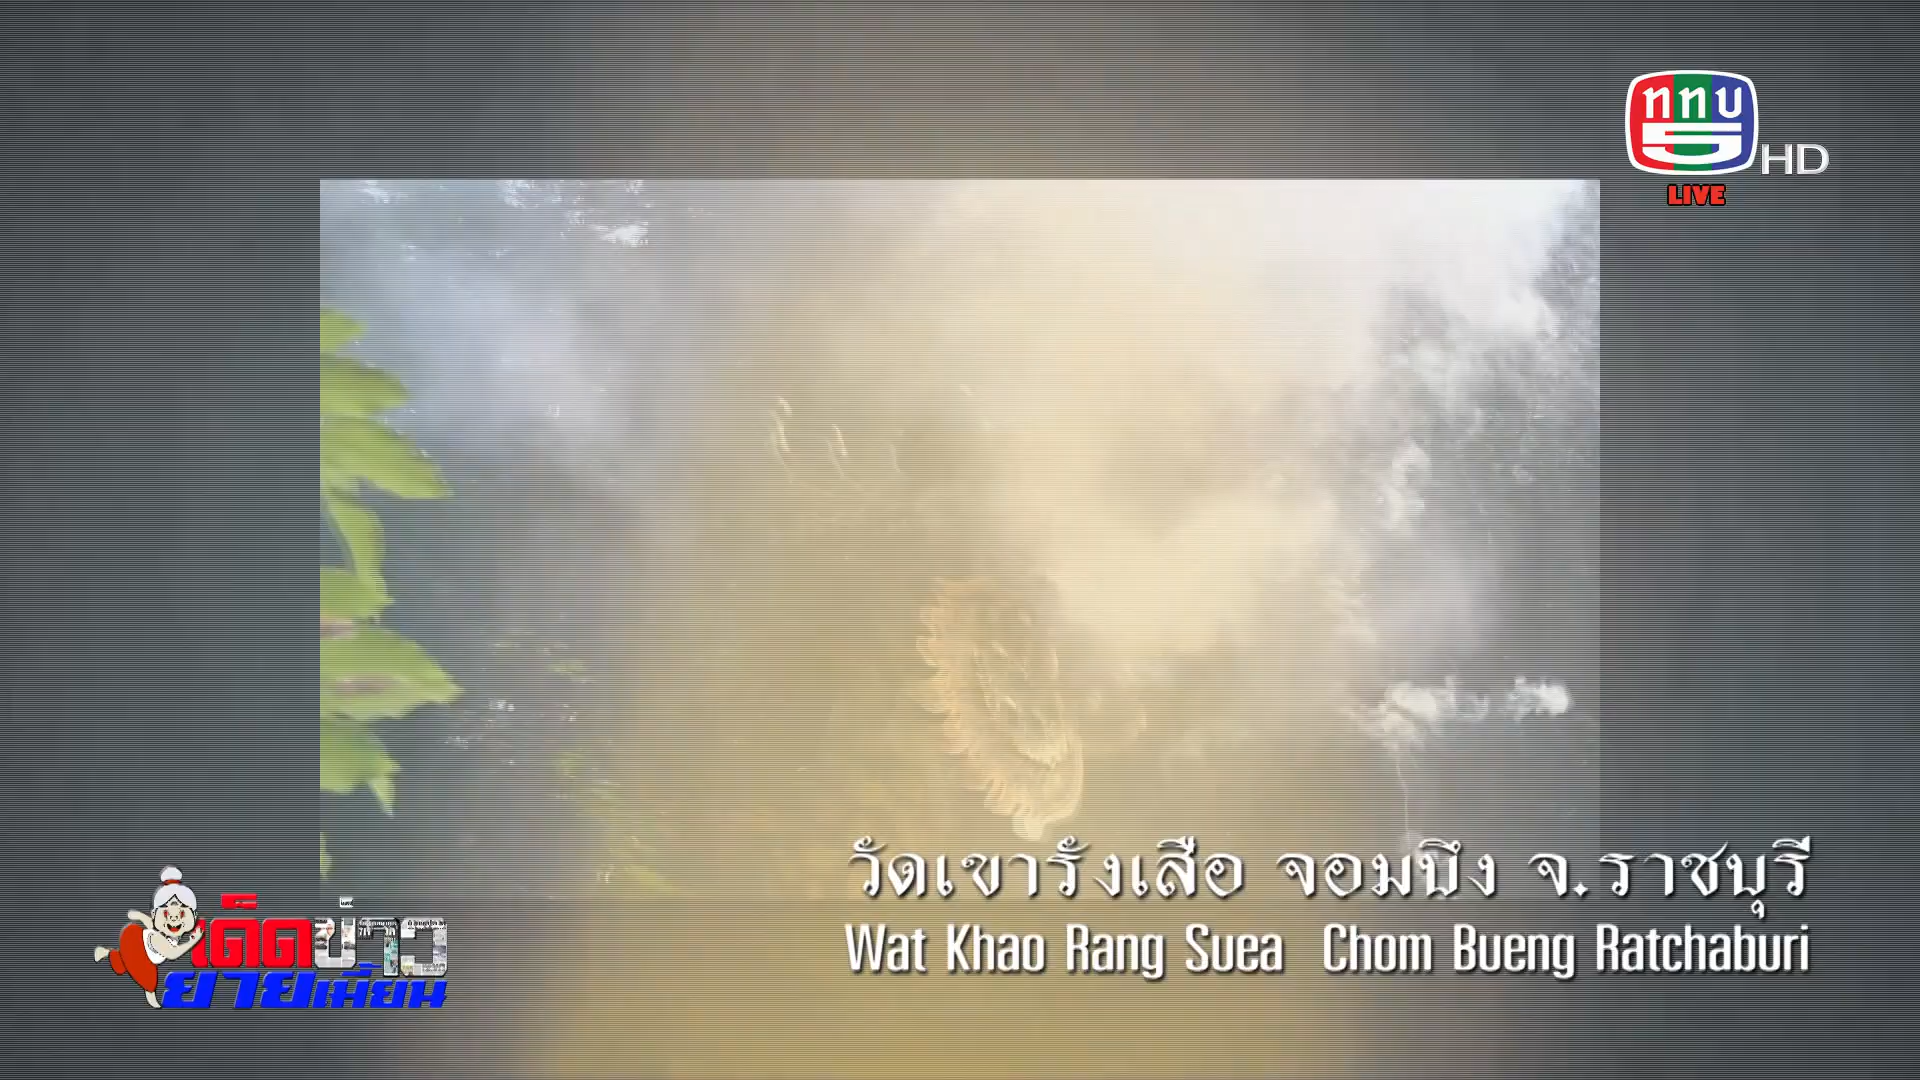 ททบ
5 HD
LIVE
วัดเขารังเสือ จอมบึง จ.ราชบุรี
Wat Khao Rang Suea Chom Bueng Ratchaburi
เด็ดข่าว
ยายเมี้ยน